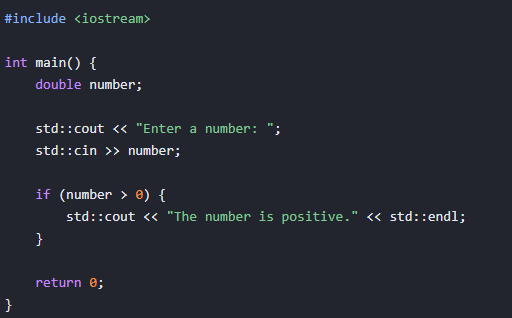 #include <iostream>

int main() {
    double number;

    std::cout << "Enter a number: ";
    std::cin >> number;

    if (number > 0) {
        std::cout << "The number is positive." << std::endl;
    }

    return 0;
}